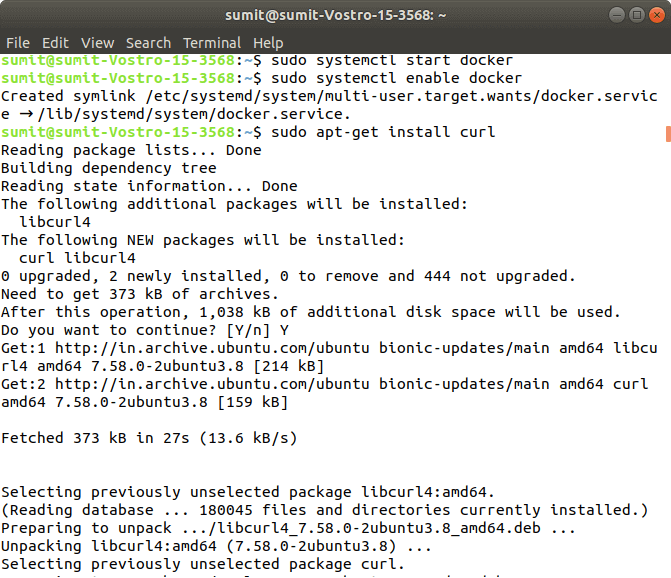 sumit@sumit-Vostro-15-3568: ~
File Edit View Search Terminal Help
sumit@sumit-Vostro-15-3568:~$ sudo systemctl start docker
sumit@sumit-Vostro-15-3568:~$ sudo systemctl enable docker
Created symlink /etc/systemd/system/multi-user.target.wants/docker.servic
e → /lib/systemd/system/docker.service.
sumit@sumit-Vostro-15-3568:~$ sudo apt-get install curl
Reading package lists... Done
Building dependency tree
Reading state information... Done
The following additional packages will be installed:
  libcurl4
The following NEW packages will be installed:
  curl libcurl4
0 upgraded, 2 newly installed, 0 to remove and 444 not upgraded.
Need to get 373 kB of archives.
After this operation, 1,038 kB of additional disk space will be used.
Do you want to continue? [Y/n] Y
Get:1 http://in.archive.ubuntu.com/ubuntu bionic-updates/main amd64 libcu
rl4 amd64 7.58.0-2ubuntu3.8 [214 kB]
Get:2 http://in.archive.ubuntu.com/ubuntu bionic-updates/main amd64 curl
amd64 7.58.0-2ubuntu3.8 [159 kB]
Fetched 373 kB in 27s (13.6 kB/s)
Selecting previously unselected package libcurl4:amd64.
(Reading database ... 180045 files and directories currently installed.)
Preparing to unpack .../libcurl4_7.58.0-2ubuntu3.8_amd64.deb ...
Unpacking libcurl4:amd64 (7.58.0-2ubuntu3.8) ...
Selecting previously unselected package curl.